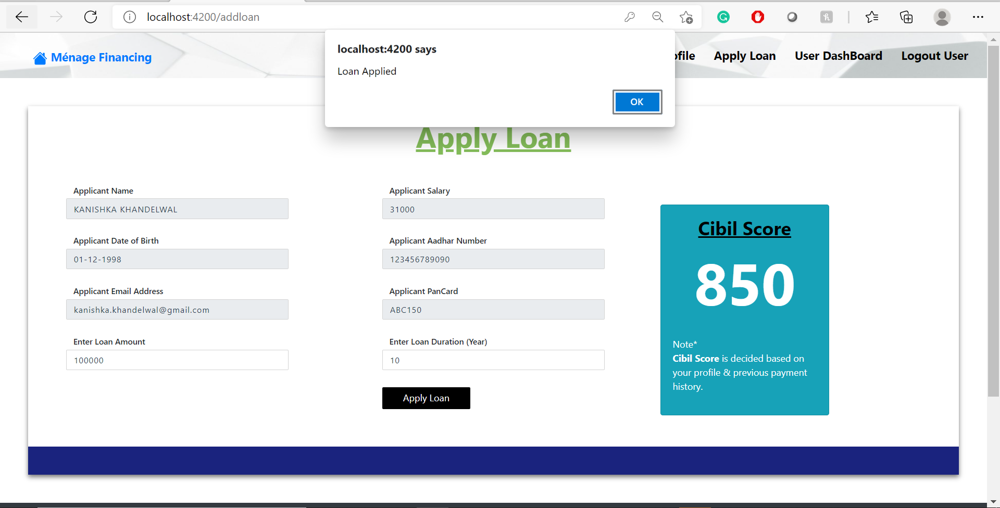 localhost:4200/addloan
localhost:4200 says
Loan Applied
OK
Ménage Financing
Apply Loan
User DashBoard
Logout User
Apply Loan
Applicant Name
KANISHKA KHANDELWAL
Applicant Salary
31000
Applicant Date of Birth
01-12-1998
Applicant Aadhar Number
123456789090
Applicant Email Address
kanishka.khandelwal@gmail.com
Applicant PanCard
ABC150
Enter Loan Amount
100000
Enter Loan Duration (Year)
10
Apply Loan
Cibil Score
850
Note*
Cibil Score is decided based on
your profile & previous payment
history.